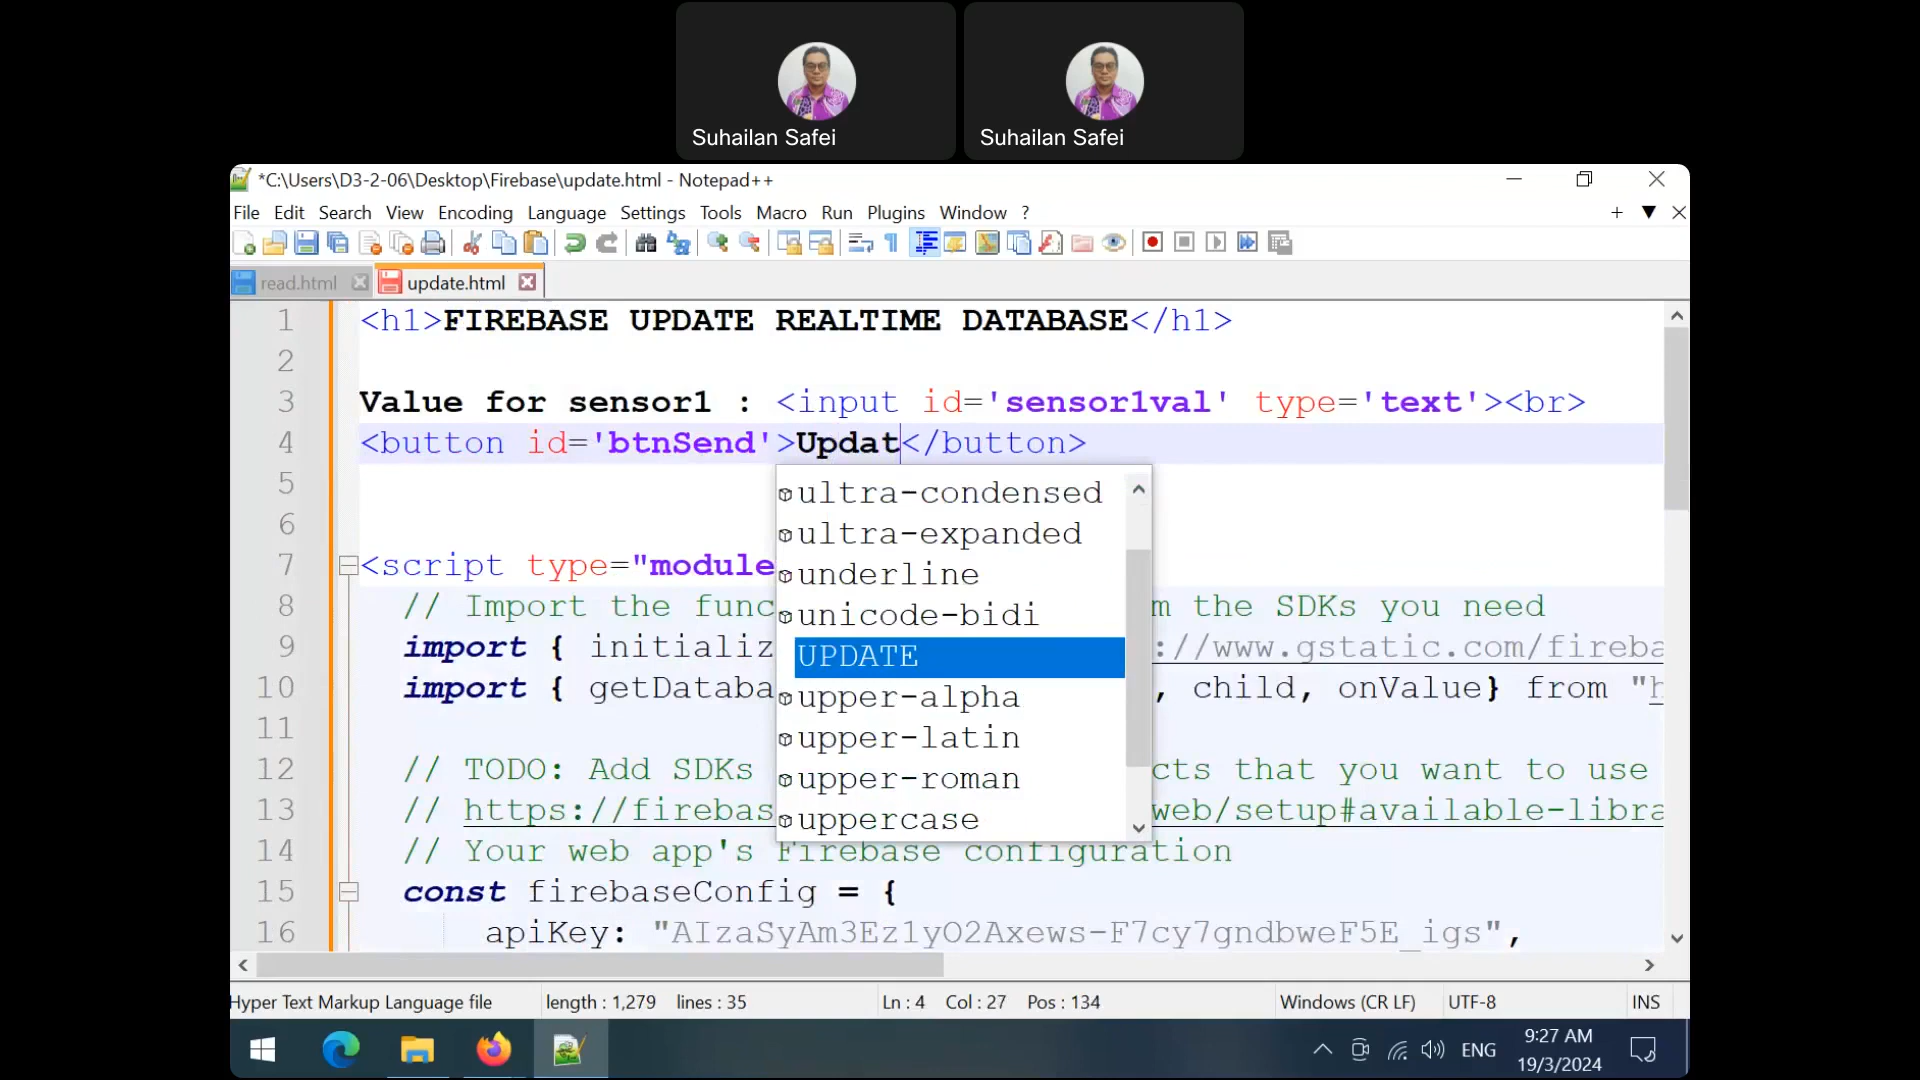 Suhailan Safei
Suhailan Safei
*C:\Users\D3-2-06\Desktop\Firebase\update.html - Notepad++
File Edit Search View Encoding Language Settings Tools Macro Run Plugins Window ?
read.html
update.html
1 <h1>FIREBASE UPDATE REALTIME DATABASE</h1>
2
3 Value for sensor1 : <input id='sensor1val' type='text'><br>
4 <button id='btnSend'>Updat</button>
5
6
7 <script type="module
8 // Import the func m the SDKs you need
9 import { initializ ://www.gstatic.com/fireba
10 import { getDataba , child, onValue} from "h
11
12 // TODO: Add SDKs cts that you want to use
13 // https://firebas web/setup#available-libra
14 // Your web app's Firebase configuration
15 const firebaseConfig = {
16 apiKey: "AIzaSyAm3Ez1yO2Axews-F7cy7gndbweF5E_igs",
ultra-condensed
ultra-expanded
underline
unicode-bidi
UPDATE
upper-alpha
upper-latin
upper-roman
uppercase
Hyper Text Markup Language file length : 1,279 lines : 35 Ln : 4 Col : 27 Pos : 134 Windows (CR LF) UTF-8 INS
ENG
9:27 AM
19/3/2024